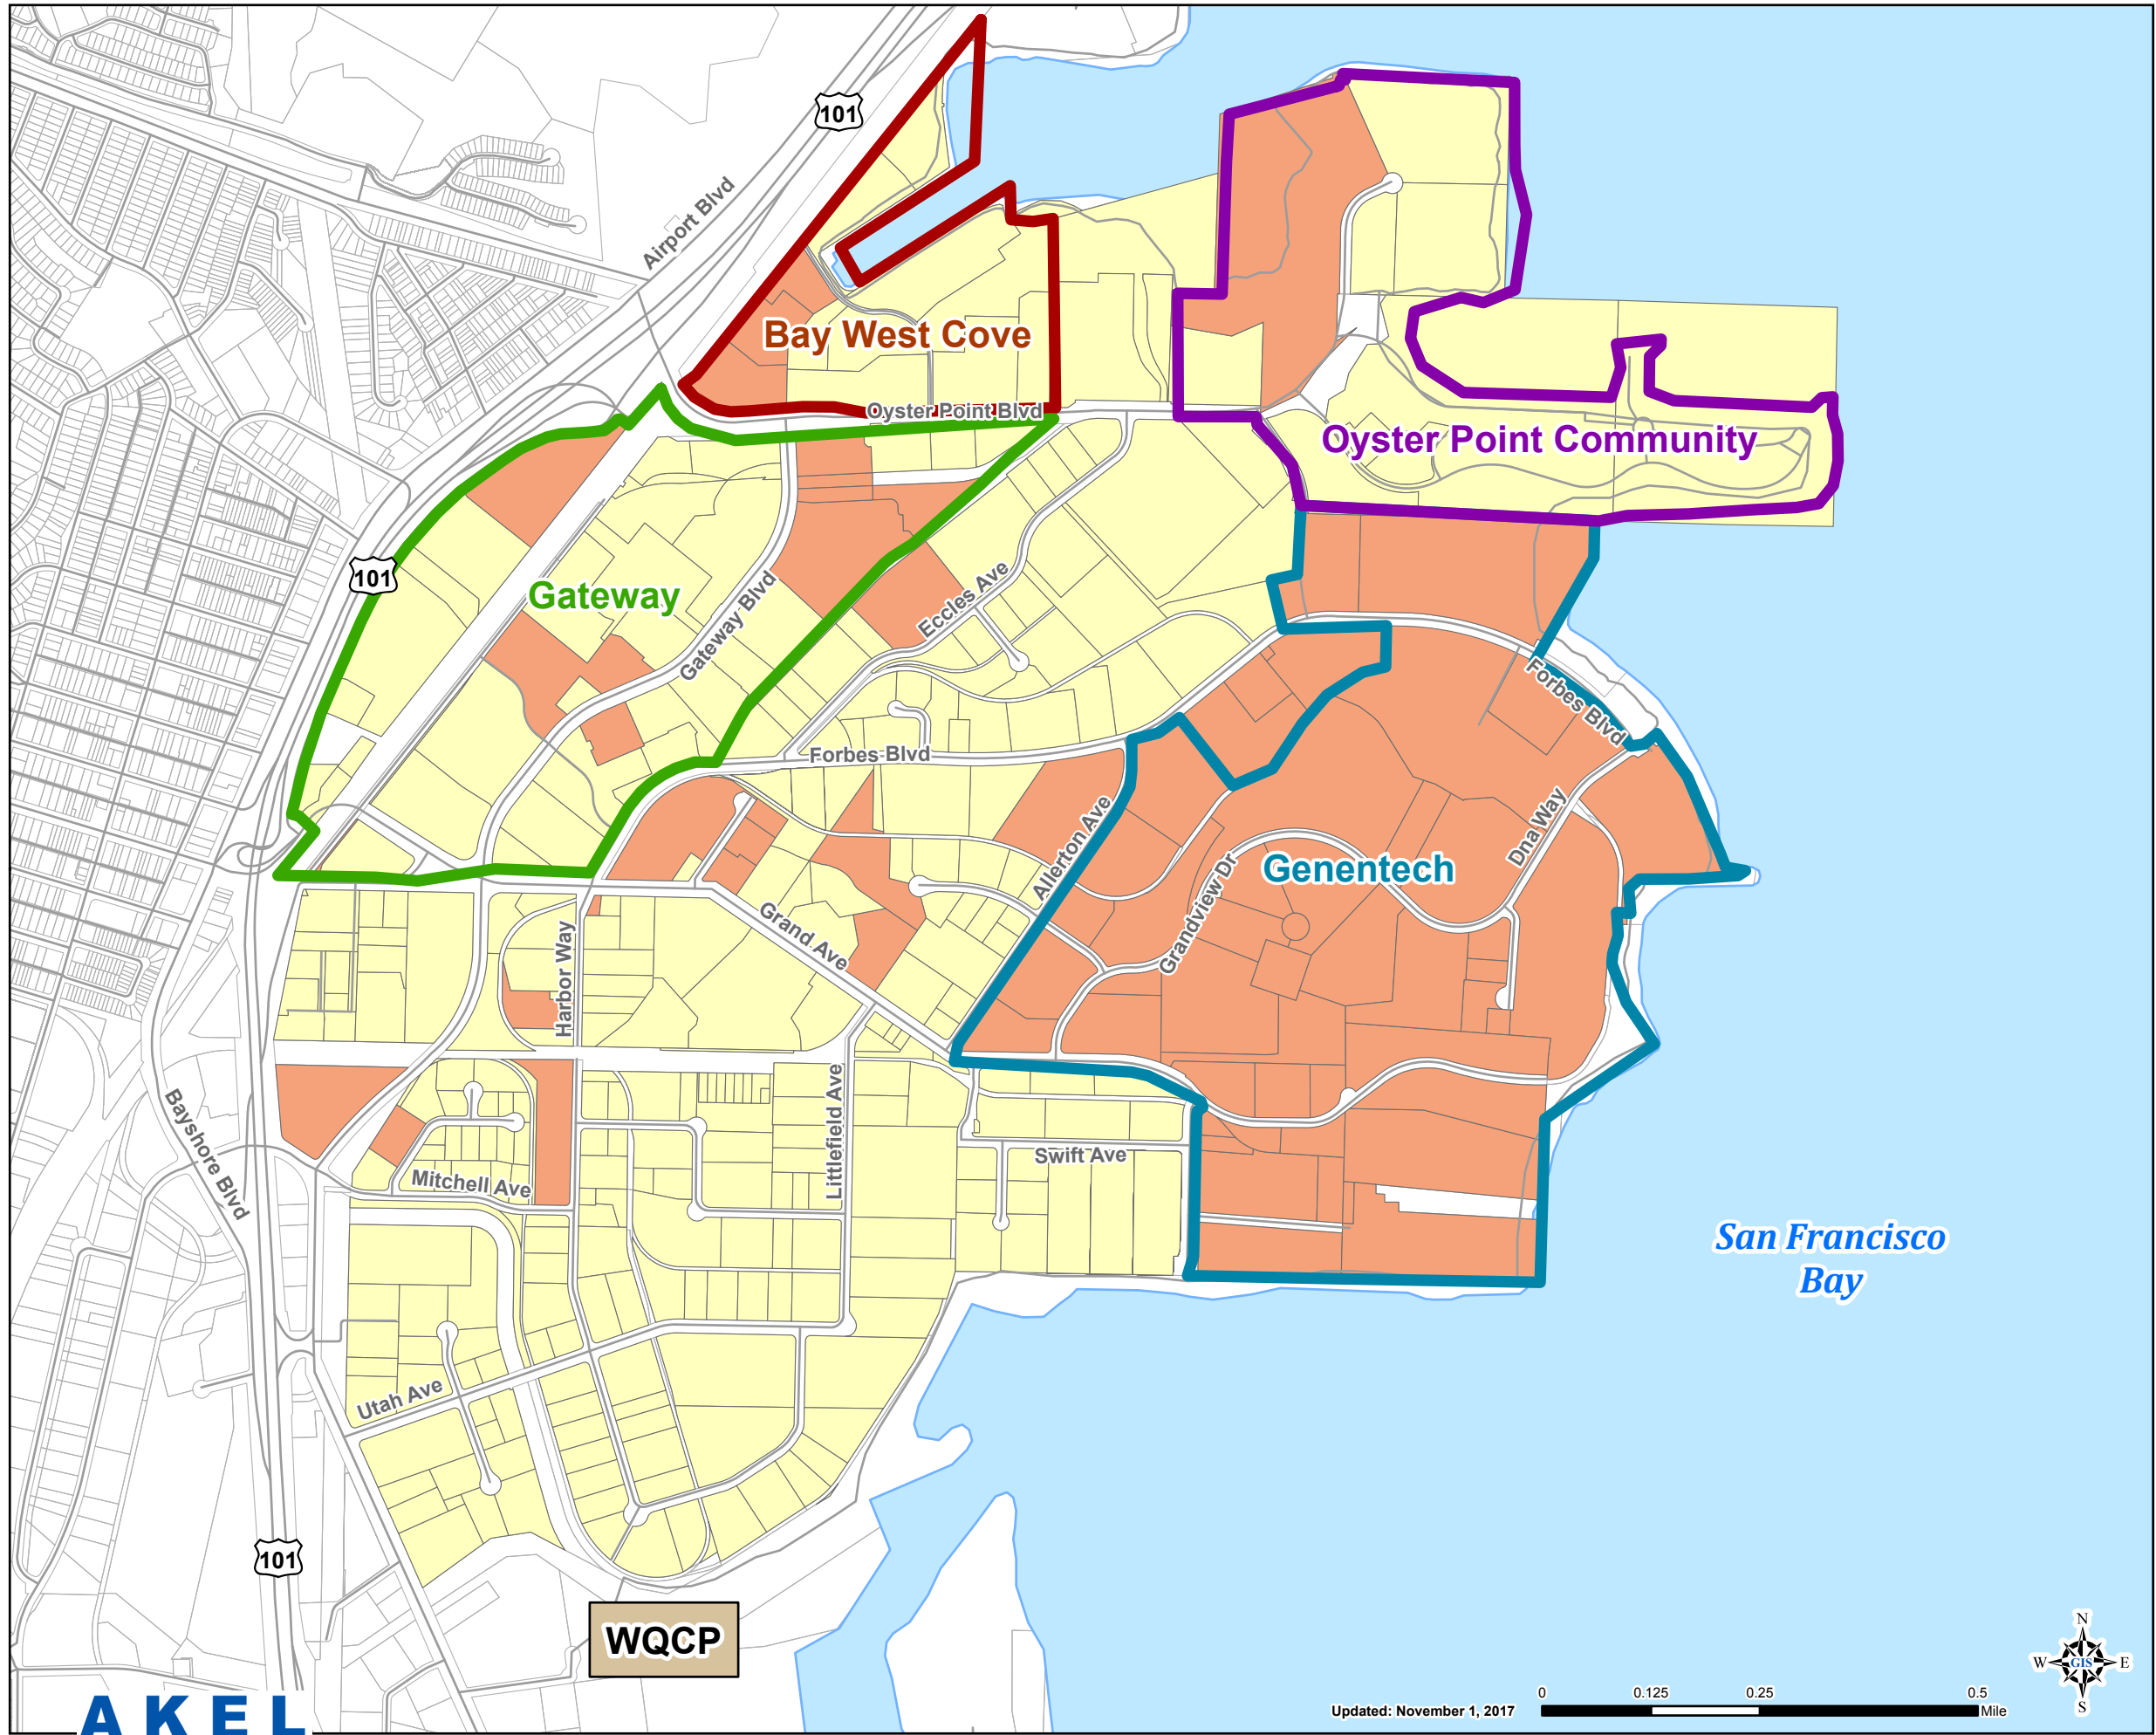 101
Airport Blvd
Bay West Cove
Oyster Point Blvd
Oyster Point Community
101
Gateway
Gateway Blvd
Eccles Ave
Forbes Blvd
Forbes Blvd
Allerton Ave
Dna Way
Genentech
Grandview Dr
Grand Ave
Harbor Way
Bayshore Blvd
Littlefield Ave
Swift Ave
Mitchell Ave
San Francisco
Bay
Utah Ave
101
WQCP
N
W GIS E
S
0 0.125 0.25 0.5
Updated: November 1, 2017 Mile
AKEL